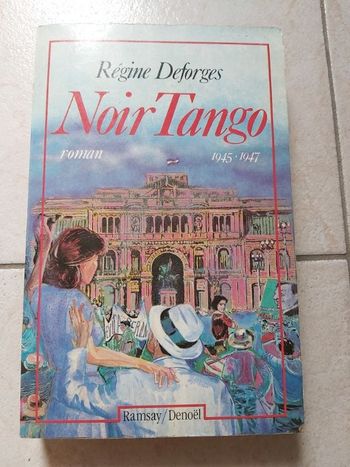 Régine Deforges
Noir Tango
roman
1945-1947
Ramsay/Denoël